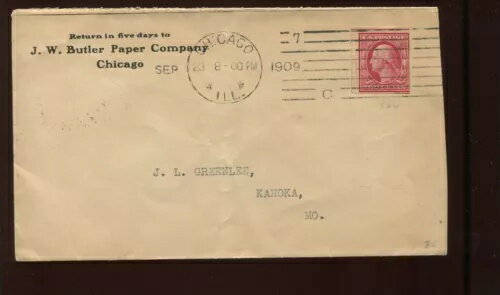 Return in five days to
J. W. Butler Paper Company
Chicago
CHICAGO
SEP 23 8-00 PM 1909
ILL.
7
C
J. L. GREENLEE,
KAHOKA,
MO.